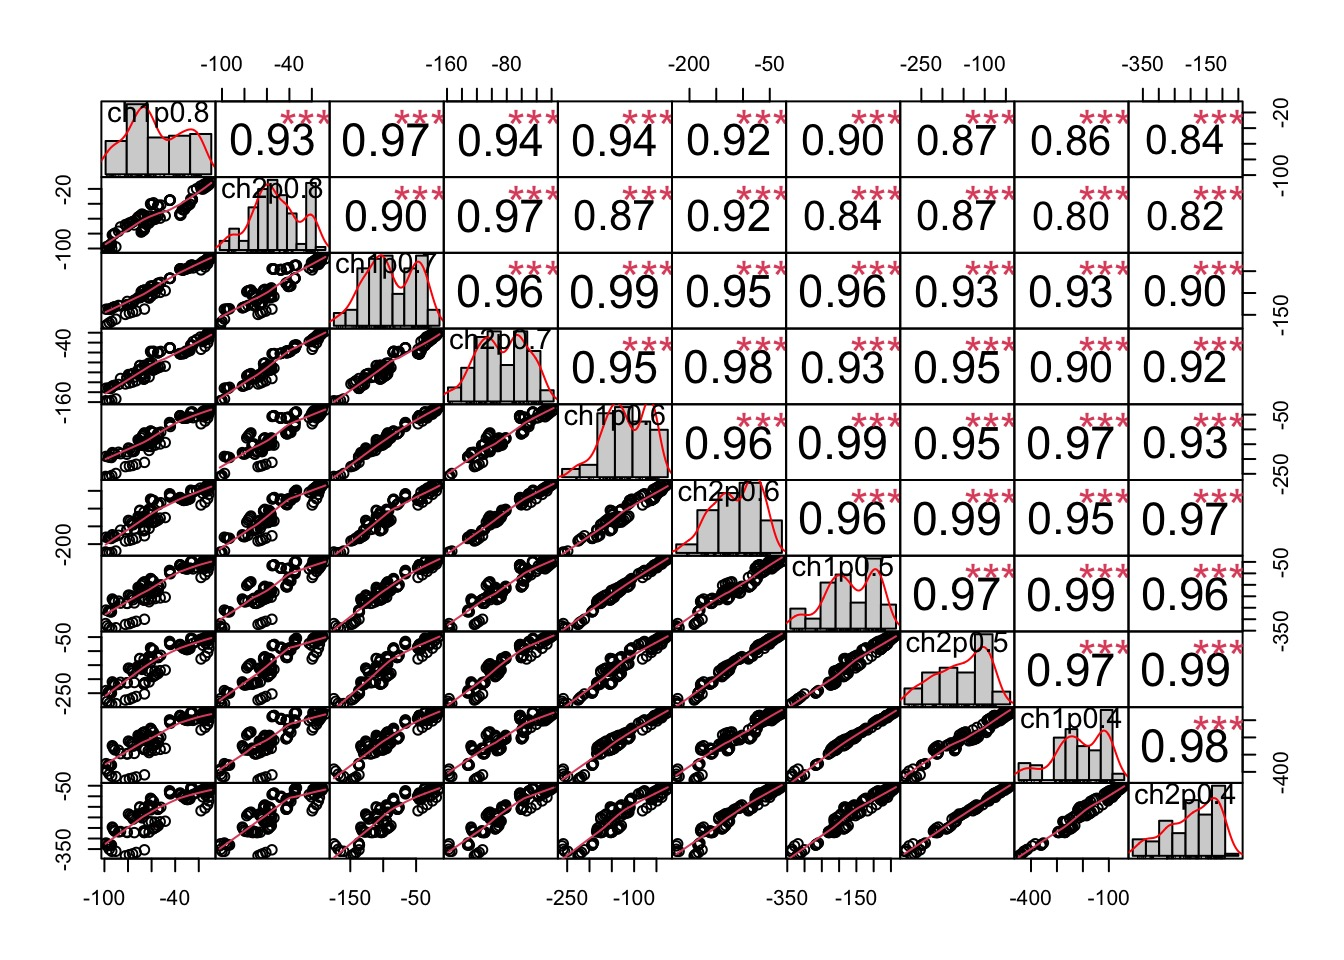 -100 -40 -160 -80 -200 -50 -250 -100 -350 -150
ch1p0.8 0.93 *** 0.97 *** 0.94 *** 0.94 *** 0.92 *** 0.90 *** 0.87 *** 0.86 *** 0.84 *** -100 -20
-100 -20 ch2p0.8 0.90 *** 0.97 *** 0.87 *** 0.92 *** 0.84 *** 0.87 *** 0.80 *** 0.82 ***
ch1p0.7 0.96 *** 0.99 *** 0.95 *** 0.96 *** 0.93 *** 0.93 *** 0.90 *** -150
-160 -40 ch2p0.7 0.95 *** 0.98 *** 0.93 *** 0.95 *** 0.90 *** 0.92 ***
ch1p0.6 0.96 *** 0.99 *** 0.95 *** 0.97 *** 0.93 *** -250 -50
-200 ch2p0.6 0.96 *** 0.99 *** 0.95 *** 0.97 ***
ch1p0.5 0.97 *** 0.99 *** 0.96 *** -350 -50
-250 -50 ch2p0.5 0.97 *** 0.99 ***
ch1p0.4 0.98 *** -400
-350 -50 ch2p0.4
-100 -40 -150 -50 -250 -100 -350 -150 -400 -100